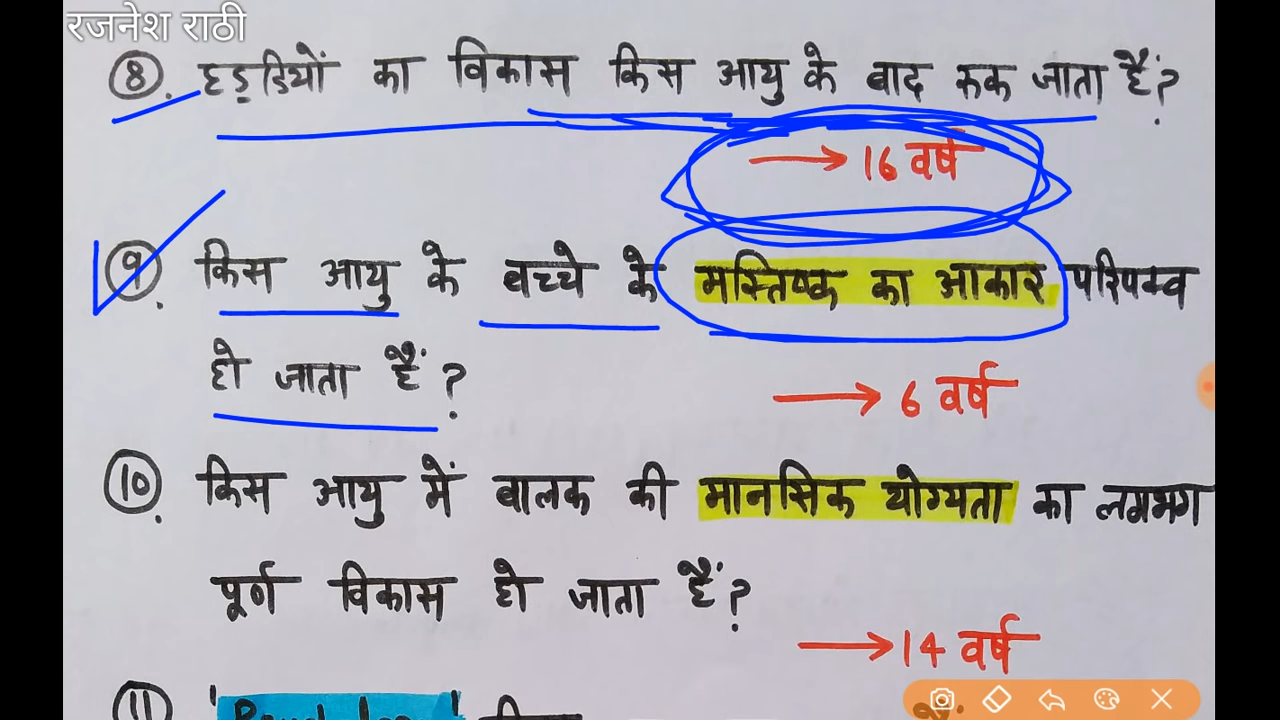 रजनेश राठी
8. हड्डियों का विकास किस आयु के बाद रूक जाता हैं?
→ 16 वर्ष
9. किस आयु के बच्चे के मस्तिष्क का आकार परिपक्व
हो जाता हैं?
→ 6 वर्ष
10. किस आयु में बालक की मानसिक योग्यता का लगभग
पूर्ण विकास हो जाता हैं?
→ 14 वर्ष
11.